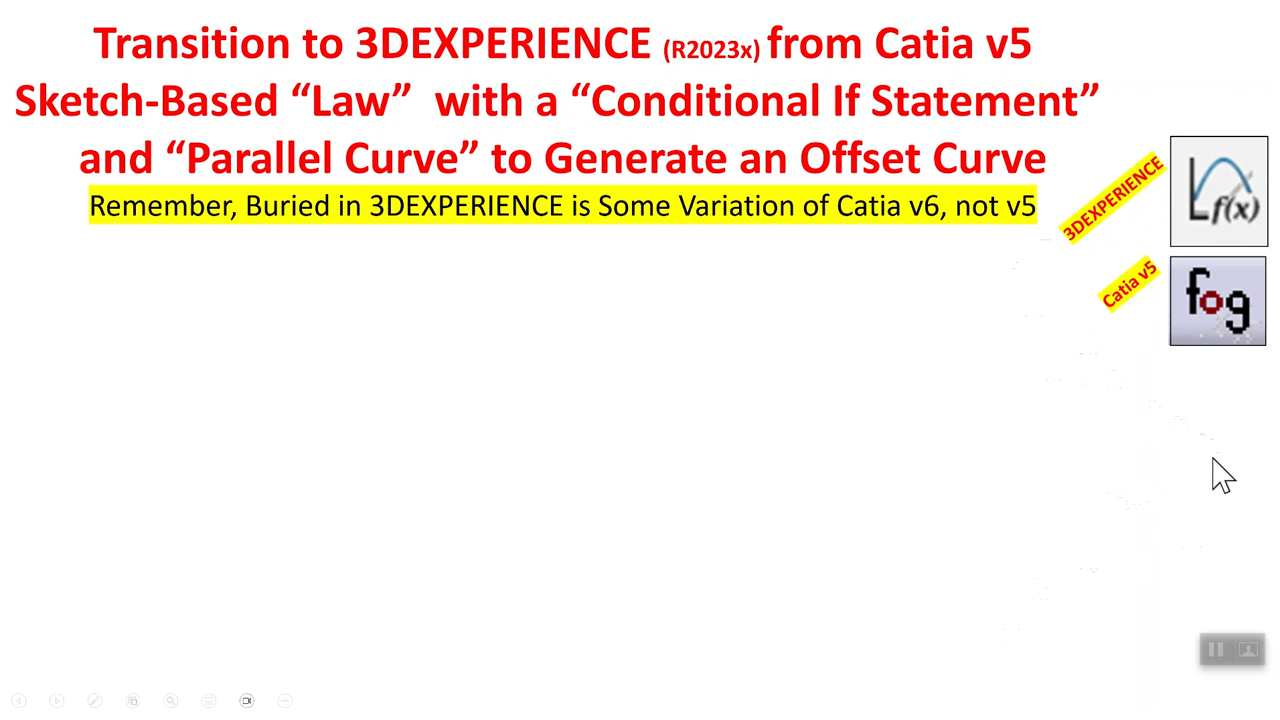 Transition to 3DEXPERIENCE (R2023x) from Catia v5
Sketch-Based “Law” with a “Conditional If Statement”
and “Parallel Curve” to Generate an Offset Curve
Remember, Buried in 3DEXPERIENCE is Some Variation of Catia v6, not v5
3DEXPERIENCE
f(x)
Catia v5
fog